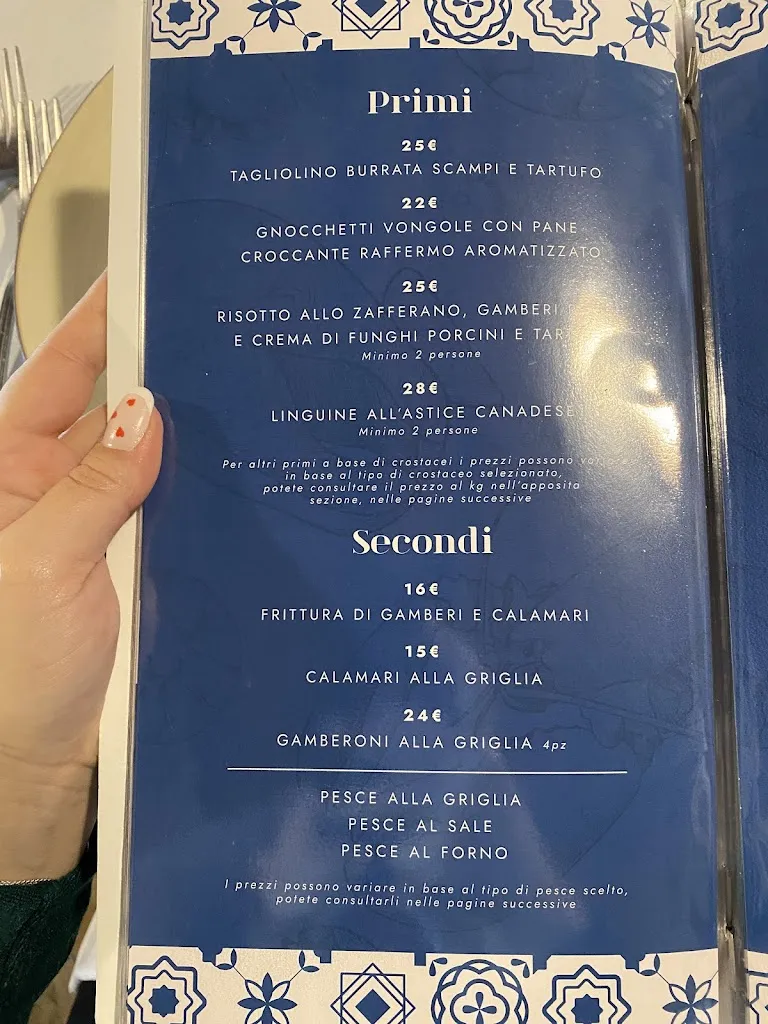 Primi
25€
TAGLIOLINO BURRATA SCAMPI E TARTUFO
22€
GNOCCHETTI VONGOLE CON PANE
CROCCANTE RAFFERMO AROMATIZZATO
25€
RISOTTO ALLO ZAFFERANO, GAMBERI
E CREMA DI FUNGHI PORCINI E
Minimo 2 persone
28€
LINGUINE ALL'ASTICE CANADESE
Minimo 2 persone
Per altri primi a base di crostacei i prezzi possono
in base al tipo di crostaceo selezionato,
potete consultare il prezzo al kg nell'apposita
sezione, nelle pagine successive
Secondi
16€
FRITTURA DI GAMBERI E CALAMARI
15€
CALAMARI ALLA GRIGLIA
24€
GAMBERONI ALLA GRIGLIA 4pz
PESCE ALLA GRIGLIA
PESCE AL SALE
PESCE AL FORNO
I prezzi possono variare in base al tipo di pesce scelto,
potete consultarli nelle pagine successive